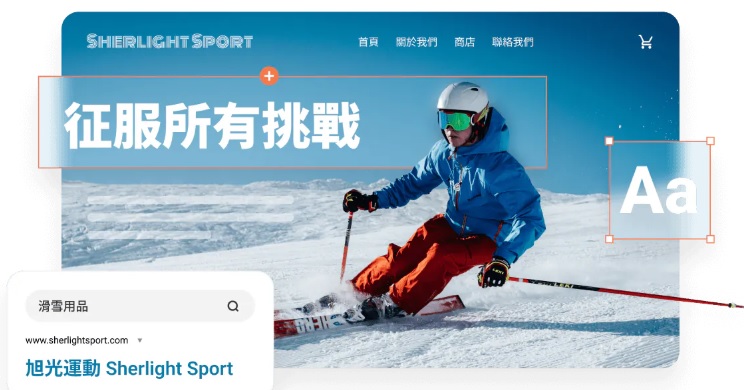 SHERLIGHT SPORT
首頁 關於我們 商店 聯絡我們
征服所有挑戰
Aa
滑雪用品
www.sherlightsport.com
旭光運動 Sherlight Sport